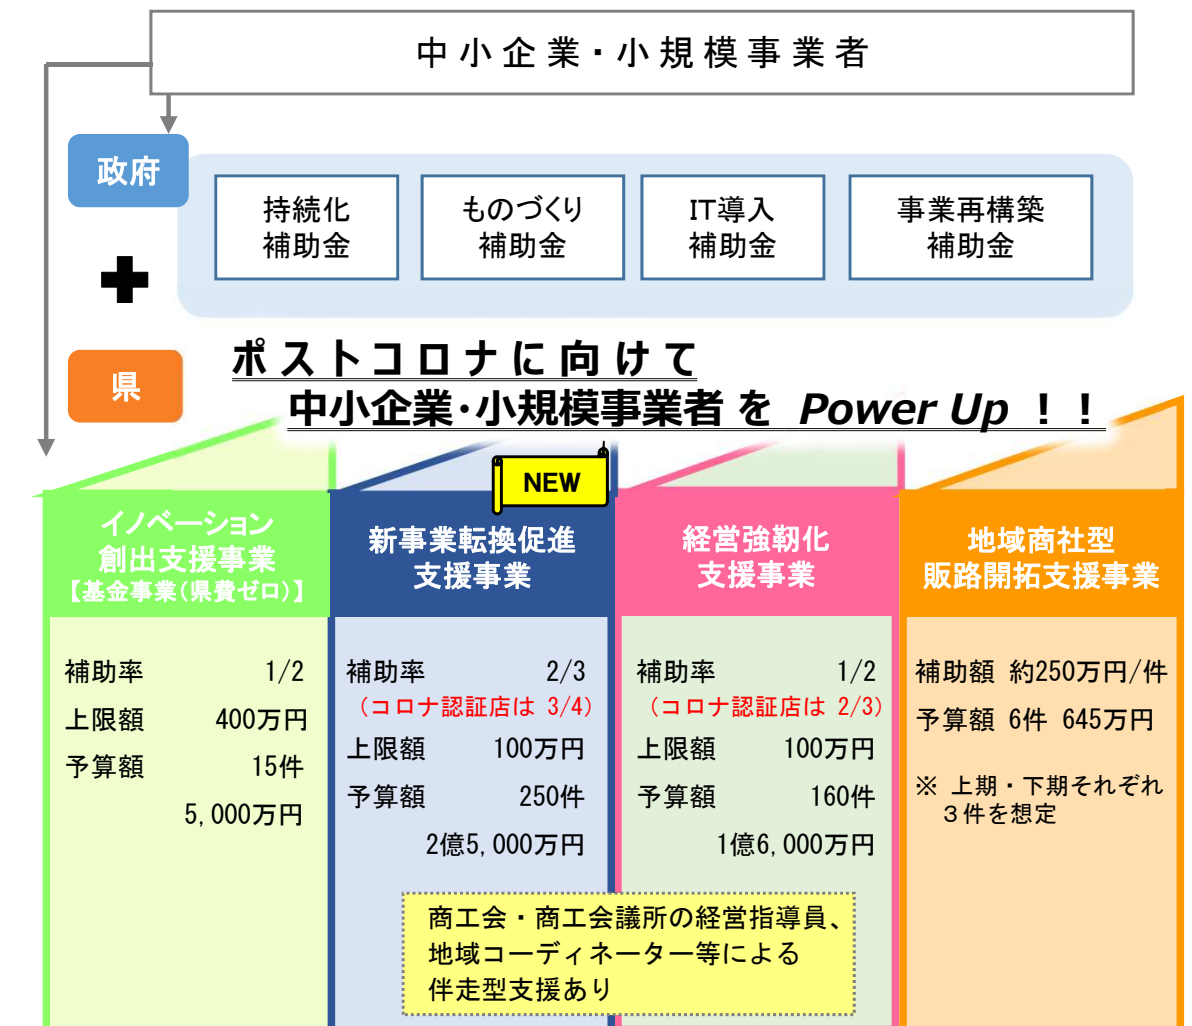 中小企業・小規模事業者
政府
持続化
補助金
ものづくり
補助金
IT導入
補助金
事業再構築
補助金
県
ポストコロナに向けて
中小企業・小規模事業者 を Power Up ！！
NEW
イノベーション
創出支援事業
【基金事業（県費ゼロ）】
補助率 1/2
上限額 400万円
予算額 15件
5,000万円
新事業転換促進
支援事業
補助率 2/3
（コロナ認証店は 3/4）
上限額 100万円
予算額 250件
2億5,000万円
経営強靭化
支援事業
補助率 1/2
（コロナ認証店は 2/3）
上限額 100万円
予算額 160件
1億6,000万円
地域商社型
販路開拓支援事業
補助額 約250万円/件
予算額 6件 645万円
※ 上期・下期それぞれ
３件を想定
商工会・商工会議所の経営指導員、
地域コーディネーター等による
伴走型支援あり